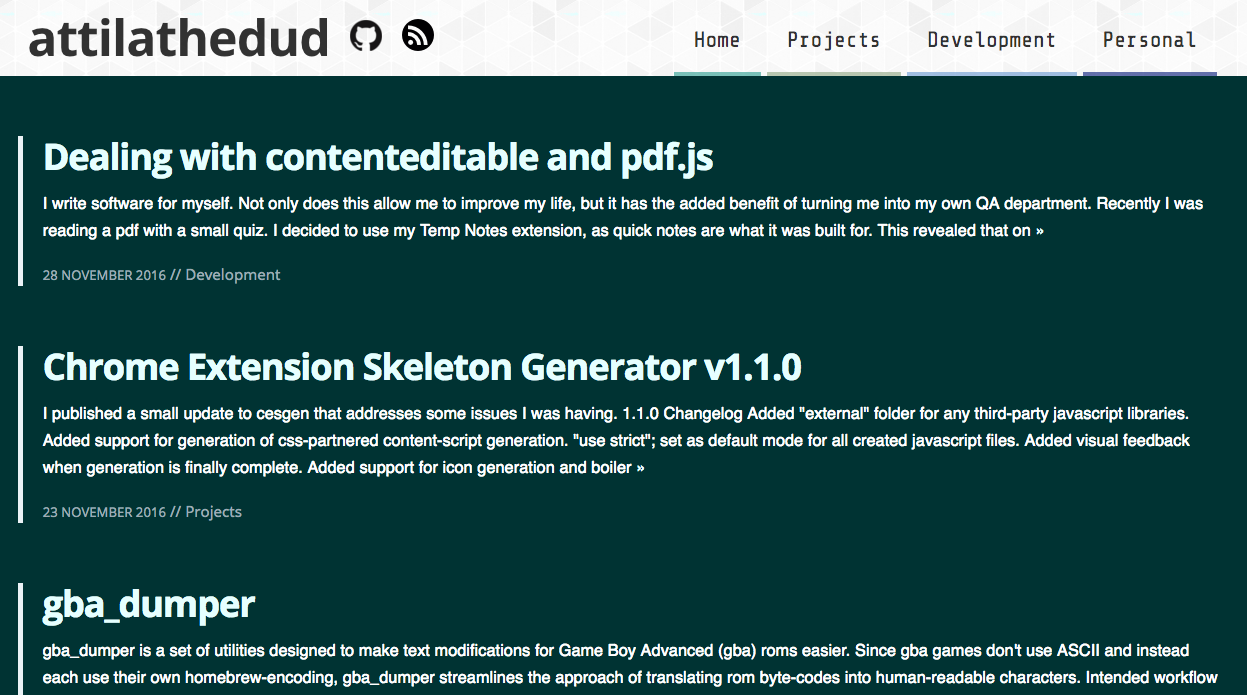 attilathedud
Home Projects Development Personal
Dealing with contenteditable and pdf.js
I write software for myself. Not only does this allow me to improve my life, but it has the added benefit of turning me into my own QA department. Recently I was
reading a pdf with a small quiz. I decided to use my Temp Notes extension, as quick notes are what it was built for. This revealed that on »
28 NOVEMBER 2016 // Development
Chrome Extension Skeleton Generator v1.1.0
I published a small update to cesgen that addresses some issues I was having. 1.1.0 Changelog Added "external" folder for any third-party javascript libraries.
Added support for generation of css-partnered content-script generation. "use strict"; set as default mode for all created javascript files. Added visual feedback
when generation is finally complete. Added support for icon generation and boiler »
23 NOVEMBER 2016 // Projects
gba_dumper
gba_dumper is a set of utilities designed to make text modifications for Game Boy Advanced (gba) roms easier. Since gba games don't use ASCII and instead
each use their own homebrew-encoding, gba_dumper streamlines the approach of translating rom byte-codes into human-readable characters. Intended workflow